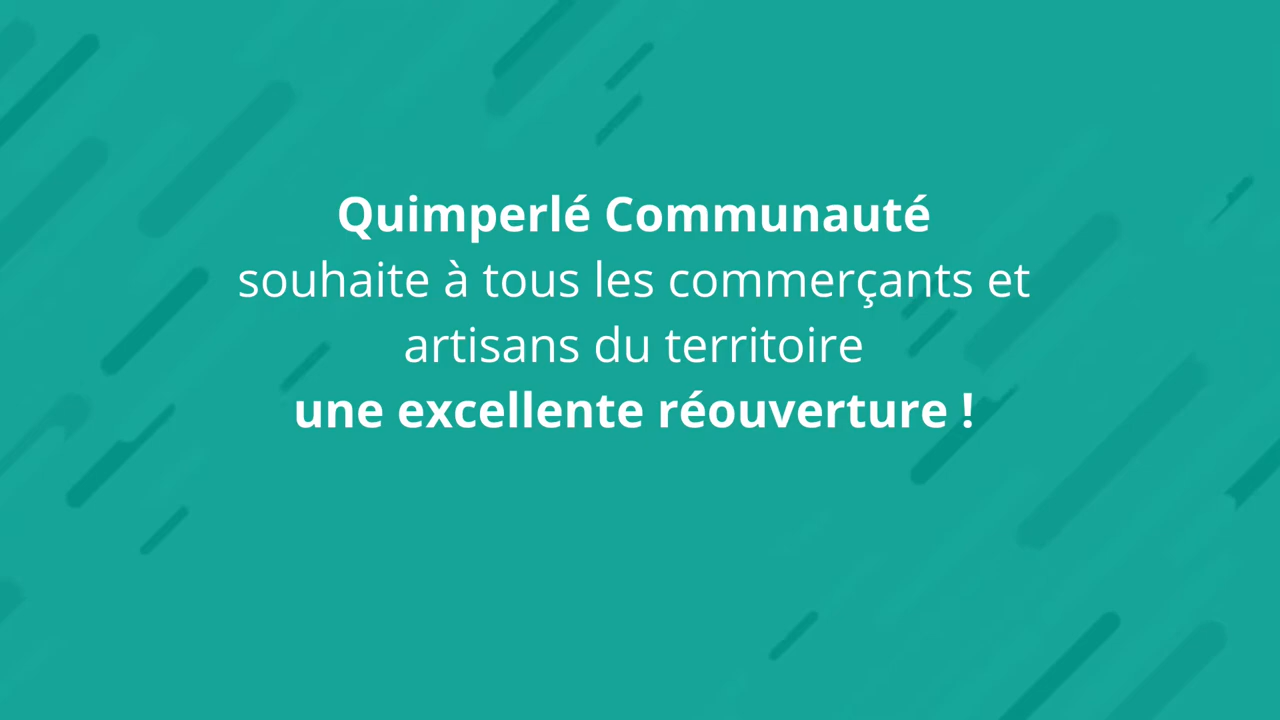 Quimperlé Communauté
souhaite à tous les commerçants et
artisans du territoire
une excellente réouverture !